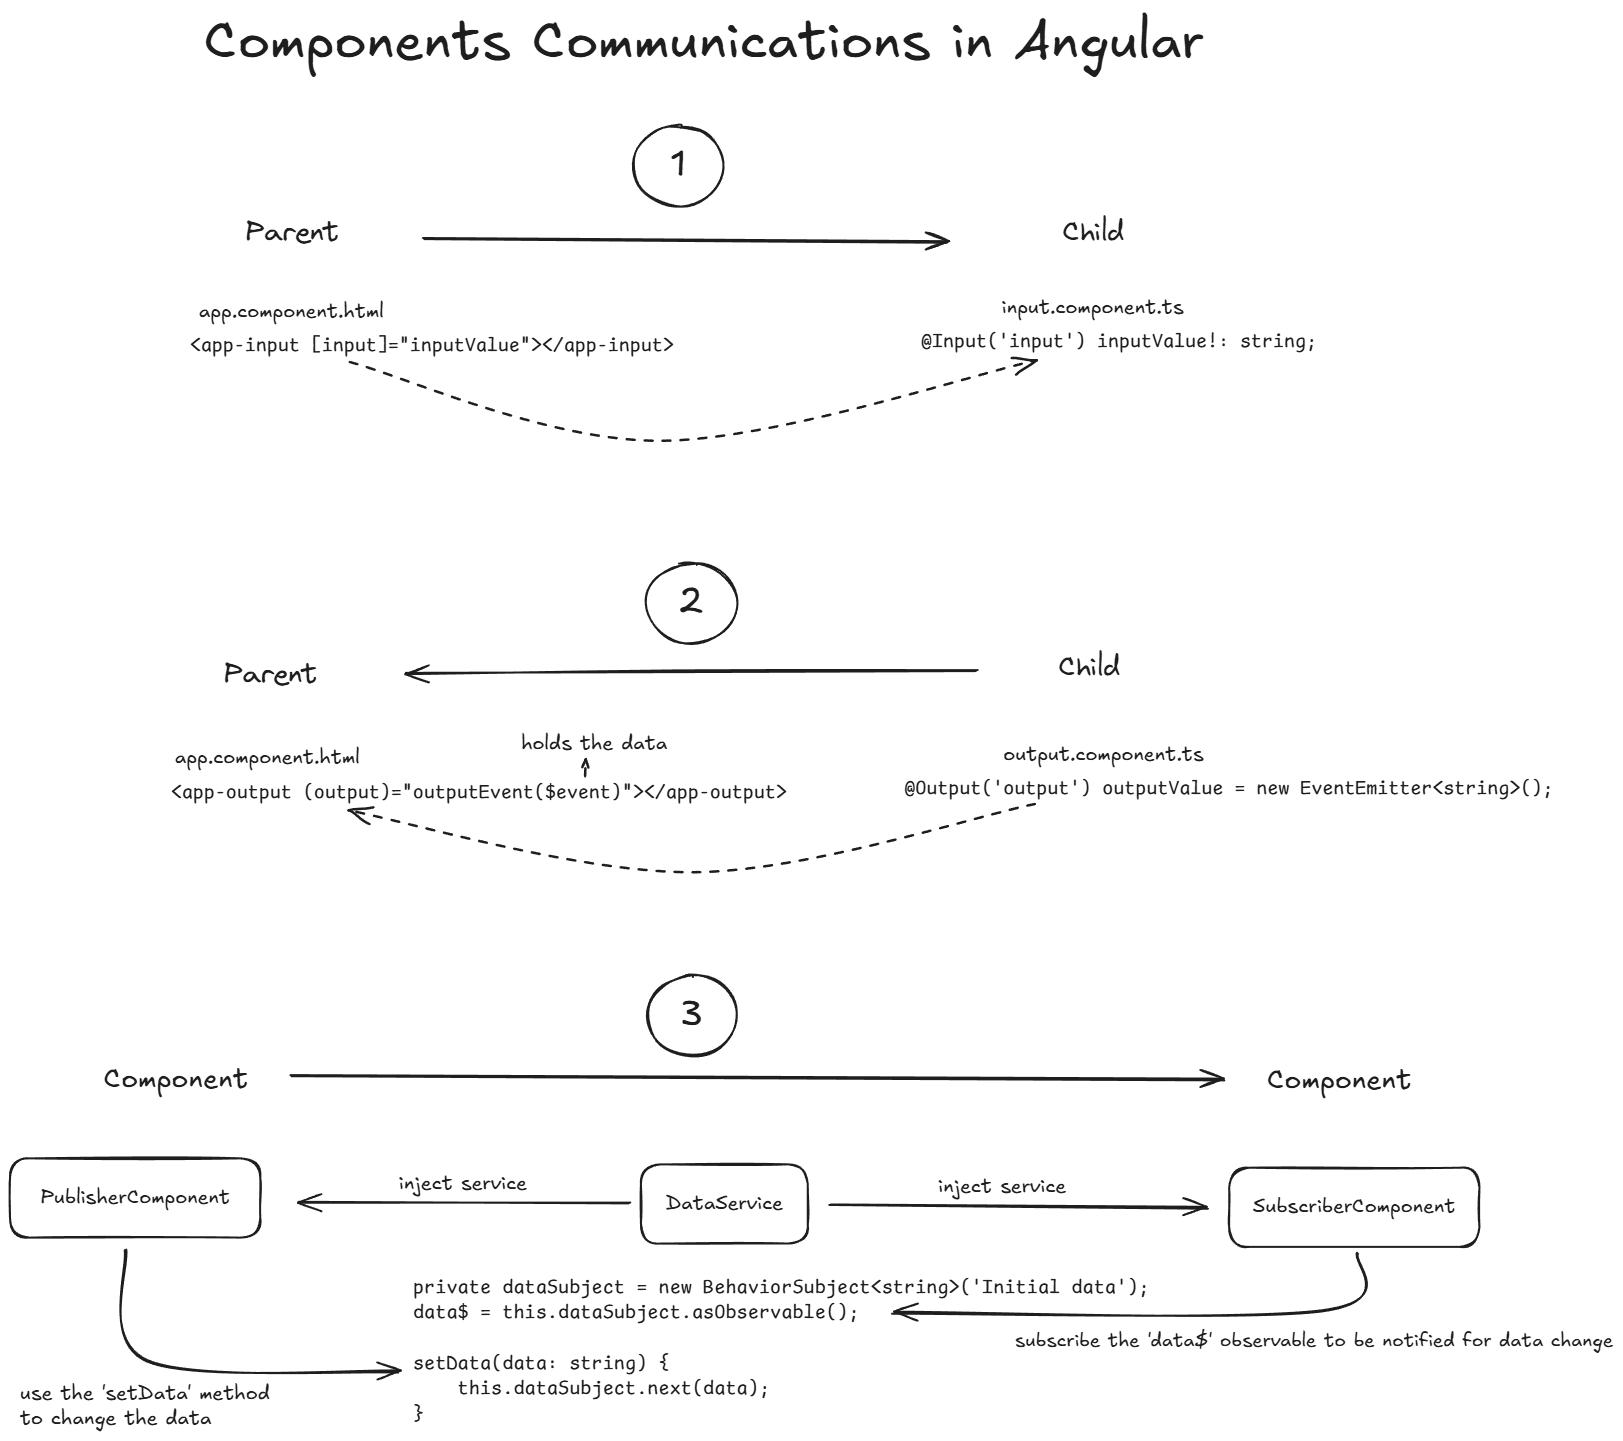 Components Communications in Angular
1
Parent
Child
app.component.html
<app-input [input]="inputValue"></app-input>
input.component.ts
@Input('input') inputValue!: string;
2
Parent
Child
holds the data
app.component.html
<app-output (output)="outputEvent($event)"></app-output>
output.component.ts
@Output('output') outputValue = new EventEmitter<string>();
3
Component
Component
PublisherComponent
inject service
DataService
inject service
SubscriberComponent
private dataSubject = new BehaviorSubject<string>('Initial data');
data$ = this.dataSubject.asObservable();
subscribe the 'data$' observable to be notified for data change
setData(data: string) {
this.dataSubject.next(data);
}
use the 'setData' method
to change the data